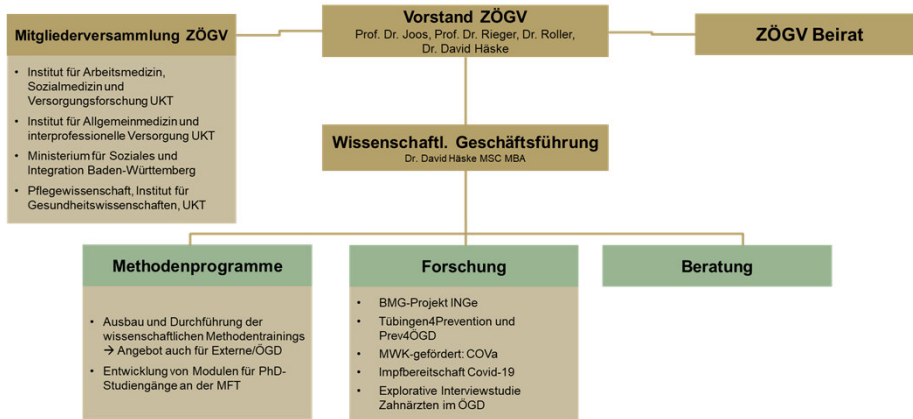 Mitgliederversammlung ZÖGV
• Institut für Arbeitsmedizin,
Sozialmedizin und
Versorgungsforschung UKT
• Institut für Allgemeinmedizin und
interprofessionelle Versorgung UKT
• Ministerium für Soziales und
Integration Baden-Württemberg
• Pflegewissenschaft, Institut für
Gesundheitswissenschaften, UKT
Vorstand ZÖGV
Prof. Dr. Joos, Prof. Dr. Rieger, Dr. Roller,
Dr. David Häske
ZÖGV Beirat
Wissenschaftl. Geschäftsführung
Dr. David Häske MSC MBA
Methodenprogramme
• Ausbau und Durchführung der
wissenschaftlichen Methodentrainings
→ Angebot auch für Externe/ÖGD
• Entwicklung von Modulen für PhD-
Studiengänge an der MFT
Forschung
• BMG-Projekt INGe
• Tübingen4Prevention und
Prev4ÖGD
• MWK-gefördert: COVa
• Impfbereitschaft Covid-19
• Explorative Interviewstudie
Zahnärzten im ÖGD
Beratung